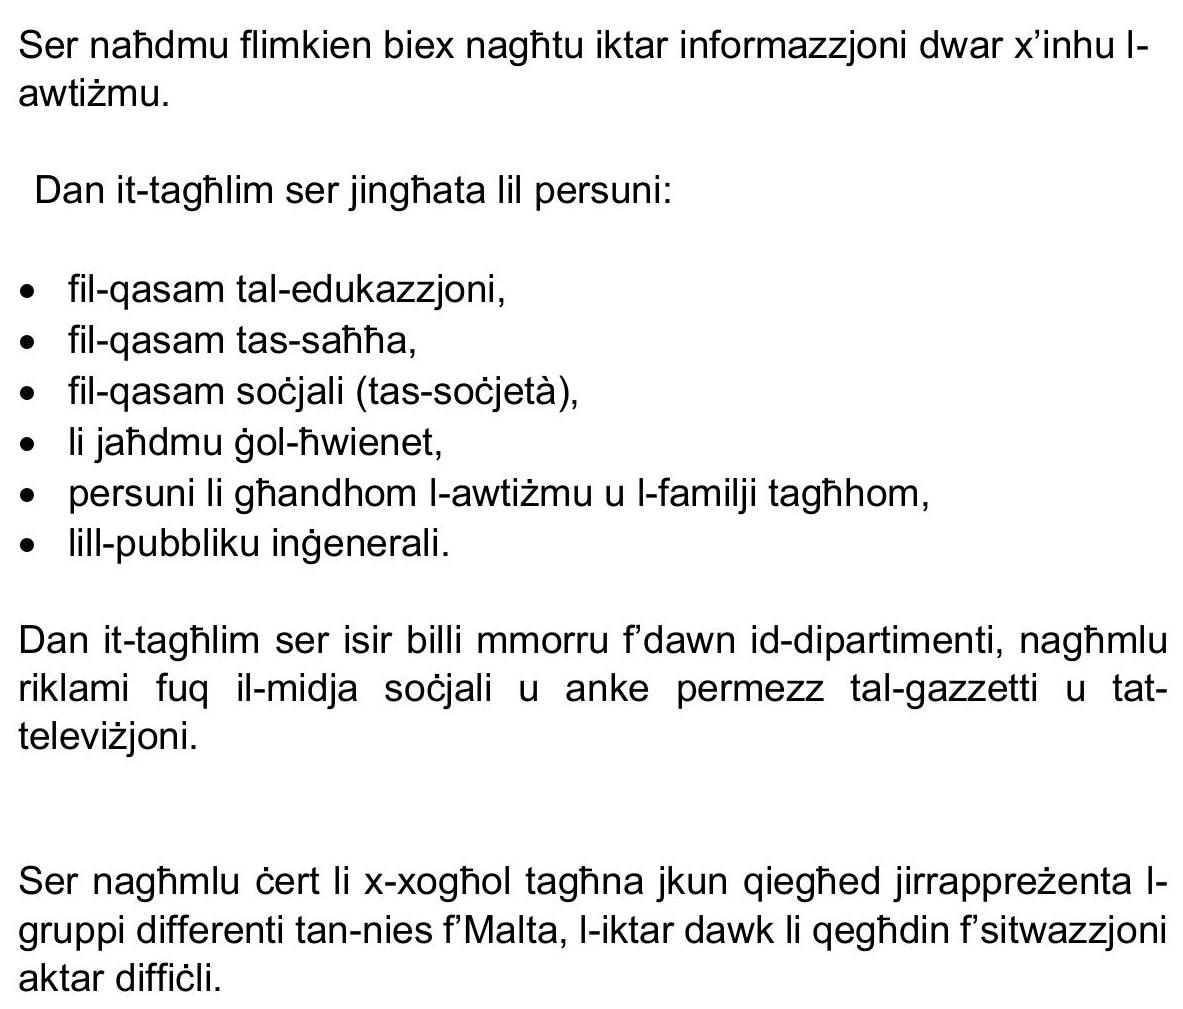 Ser naħdmu flimkien biex nagħtu iktar informazzjoni dwar x’inhu l-
awtiżmu.
Dan it-tagħlim ser jingħata lil persuni:
• fil-qasam tal-edukazzjoni,
• fil-qasam tas-saħħa,
• fil-qasam soċjali (tas-soċjetà),
• li jaħdmu ġol-ħwienet,
• persuni li għandhom l-awtiżmu u l-familji tagħhom,
• lill-pubbliku inġenerali.
Dan it-tagħlim ser isir billi mmorru f’dawn id-dipartimenti, nagħmlu
riklami fuq il-midja soċjali u anke permezz tal-gazzetti u tat-
televiżjoni.
Ser nagħmlu ċert li x-xogħol tagħna jkun qiegħed jirrappreżenta l-
gruppi differenti tan-nies f’Malta, l-iktar dawk li qegħdin f’sitwazzjoni
aktar diffiċli.